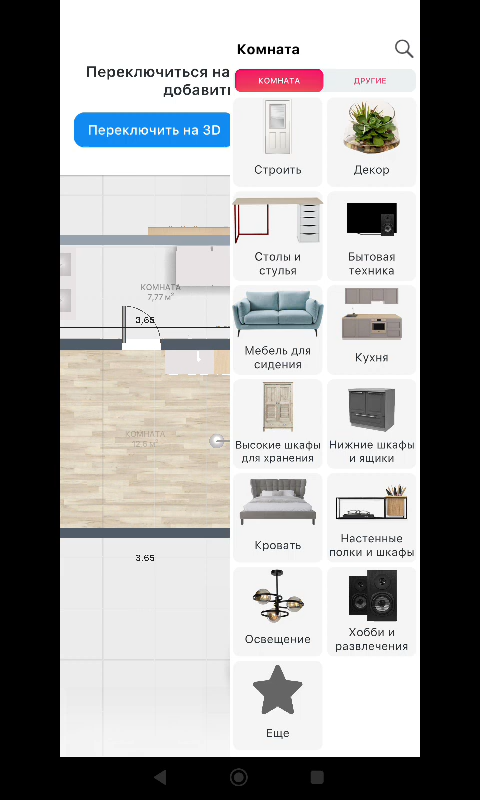 Комната
Переключиться на
добавить
КОМНАТА
ДРУГИЕ
Переключить на 3D
Строить
Декор
Столы и
стулья
Бытовая
техника
КОМНАТА
7,77 м²
3,65
Мебель для
сидения
Кухня
КОМНАТА
Высокие шкафы
для хранения
Нижние шкафы
и ящики
Кровать
Настенные
полки и шкафы
3.65
Освещение
Хобби и
развлечения
Еще